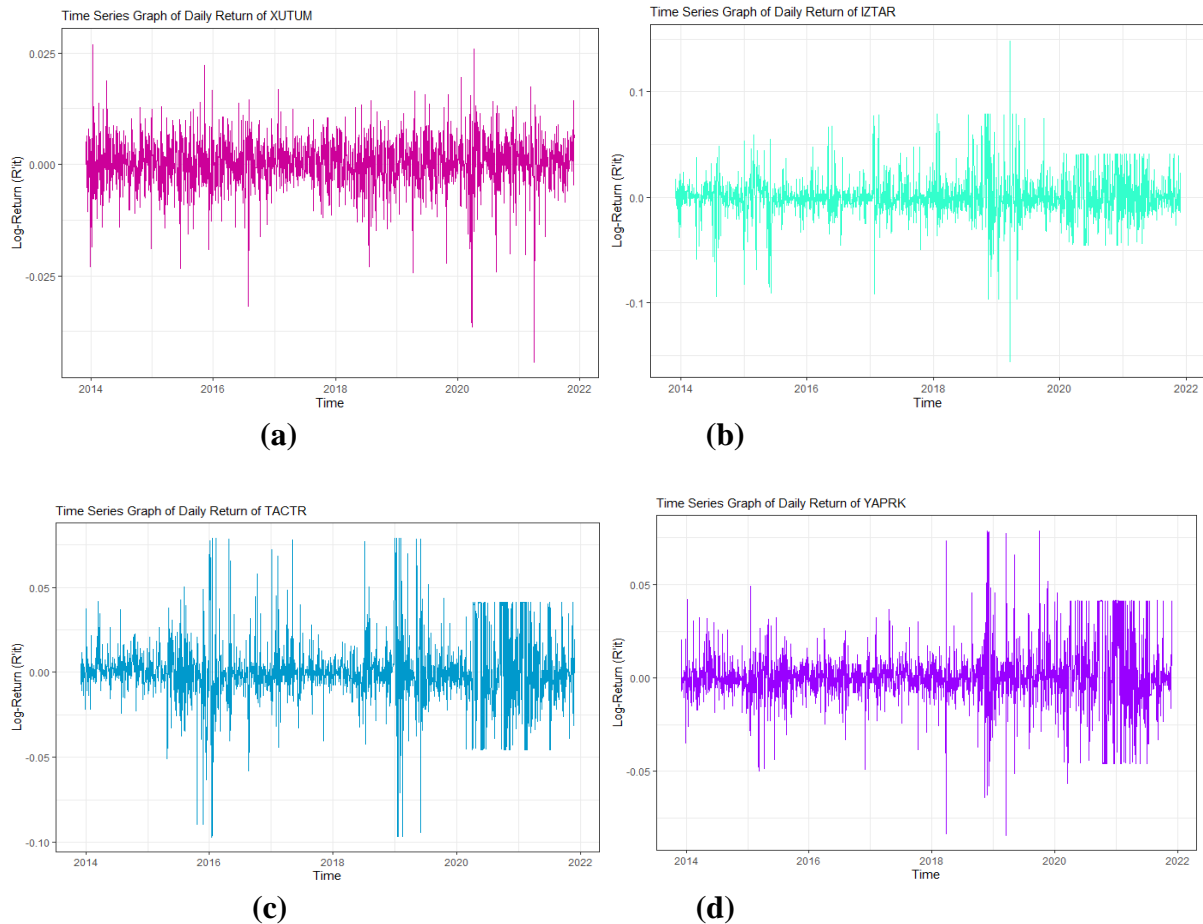 Time Series Graph of Daily Return of XUTUM
Log-Return (R'it)
0.025
0.000
-0.025
2014 2016 2018 2020 2022
Time
(a)
Time Series Graph of Daily Return of IZTAR
Log-Return (R'it)
0.1
0.0
-0.1
2014 2016 2018 2020 2022
Time
(b)
Time Series Graph of Daily Return of TACTR
Log-Return (R'it)
0.05
0.00
-0.05
-0.10
2014 2016 2018 2020 2022
Time
(c)
Time Series Graph of Daily Return of YAPRK
Log-Return (R'it)
0.05
0.00
-0.05
2014 2016 2018 2020 2022
Time
(d)